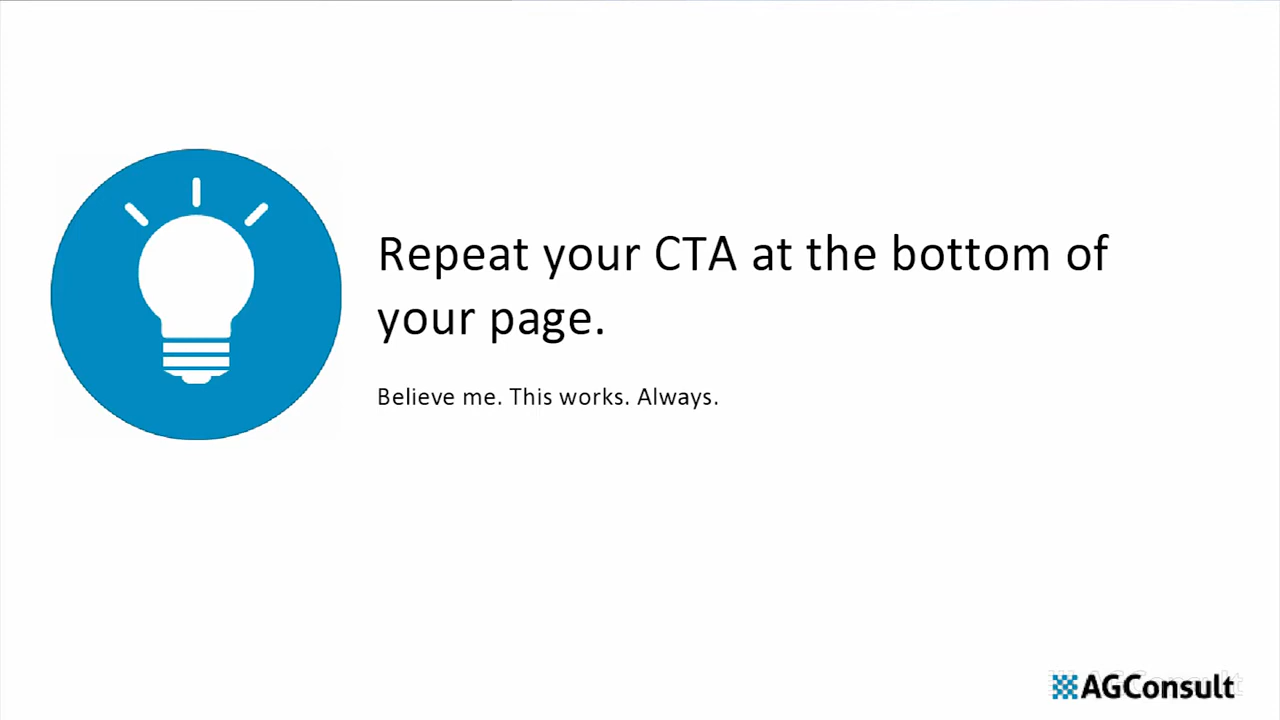 Repeat your CTA at the bottom of
your page.
Believe me. This works. Always.
AGConsult